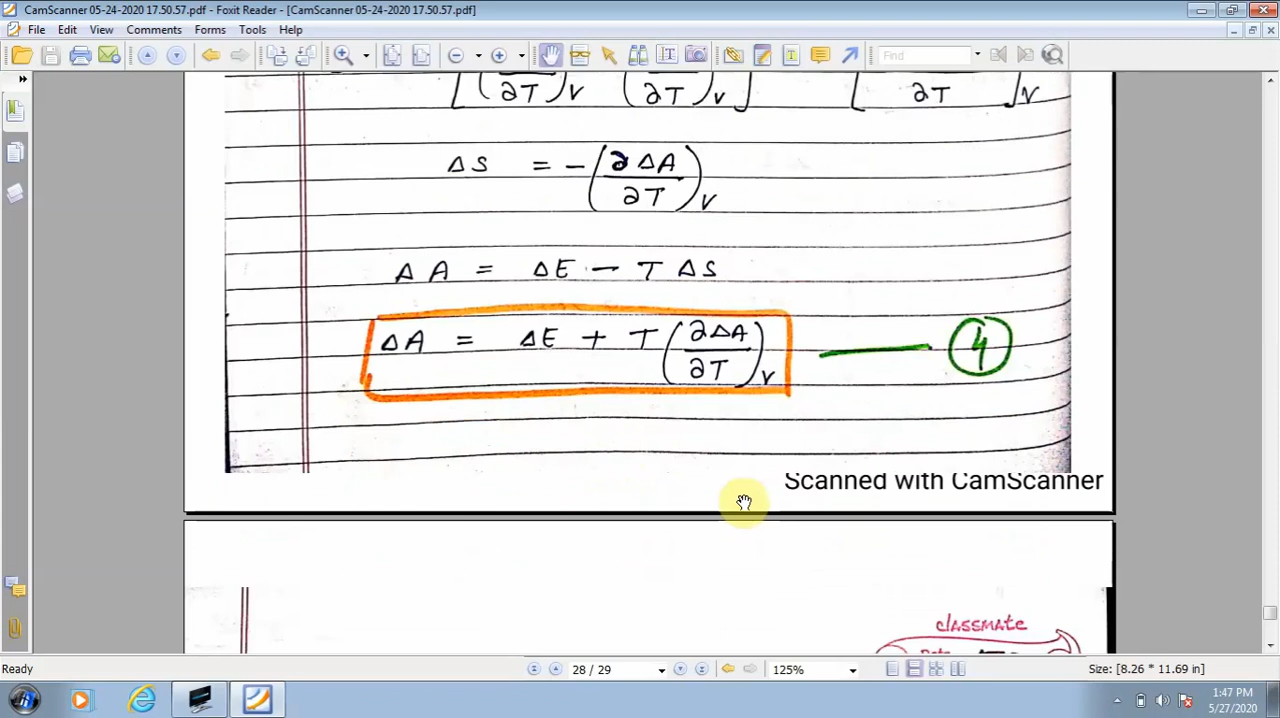 CamScanner 05-24-2020 17.50.57.pdf - Foxit Reader - [CamScanner 05-24-2020 17.50.57.pdf]
File Edit View Comments Forms Tools Help
Find
∂T )V ( ∂T )V ] [ ∂T ]V
ΔS = -(∂ΔA/∂T)V
ΔA = ΔE - TΔS
ΔA = ΔE + T(∂ΔA/∂T)V 4
Scanned with CamScanner
classmate
Ready 28 / 29 125% Size: [8.26 * 11.69 in]
1:47 PM
5/27/2020